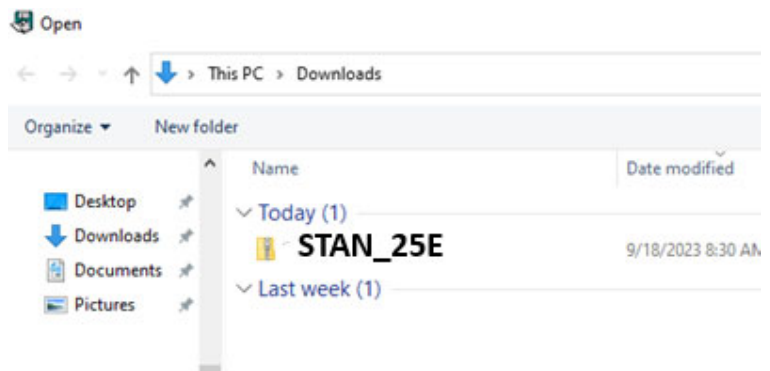 Open
This PC > Downloads
Organize
New folder
Name
Date modified
Desktop
Downloads
Documents
Pictures
Today (1)
STAN_25E
9/18/2023 8:30 AM
Last week (1)